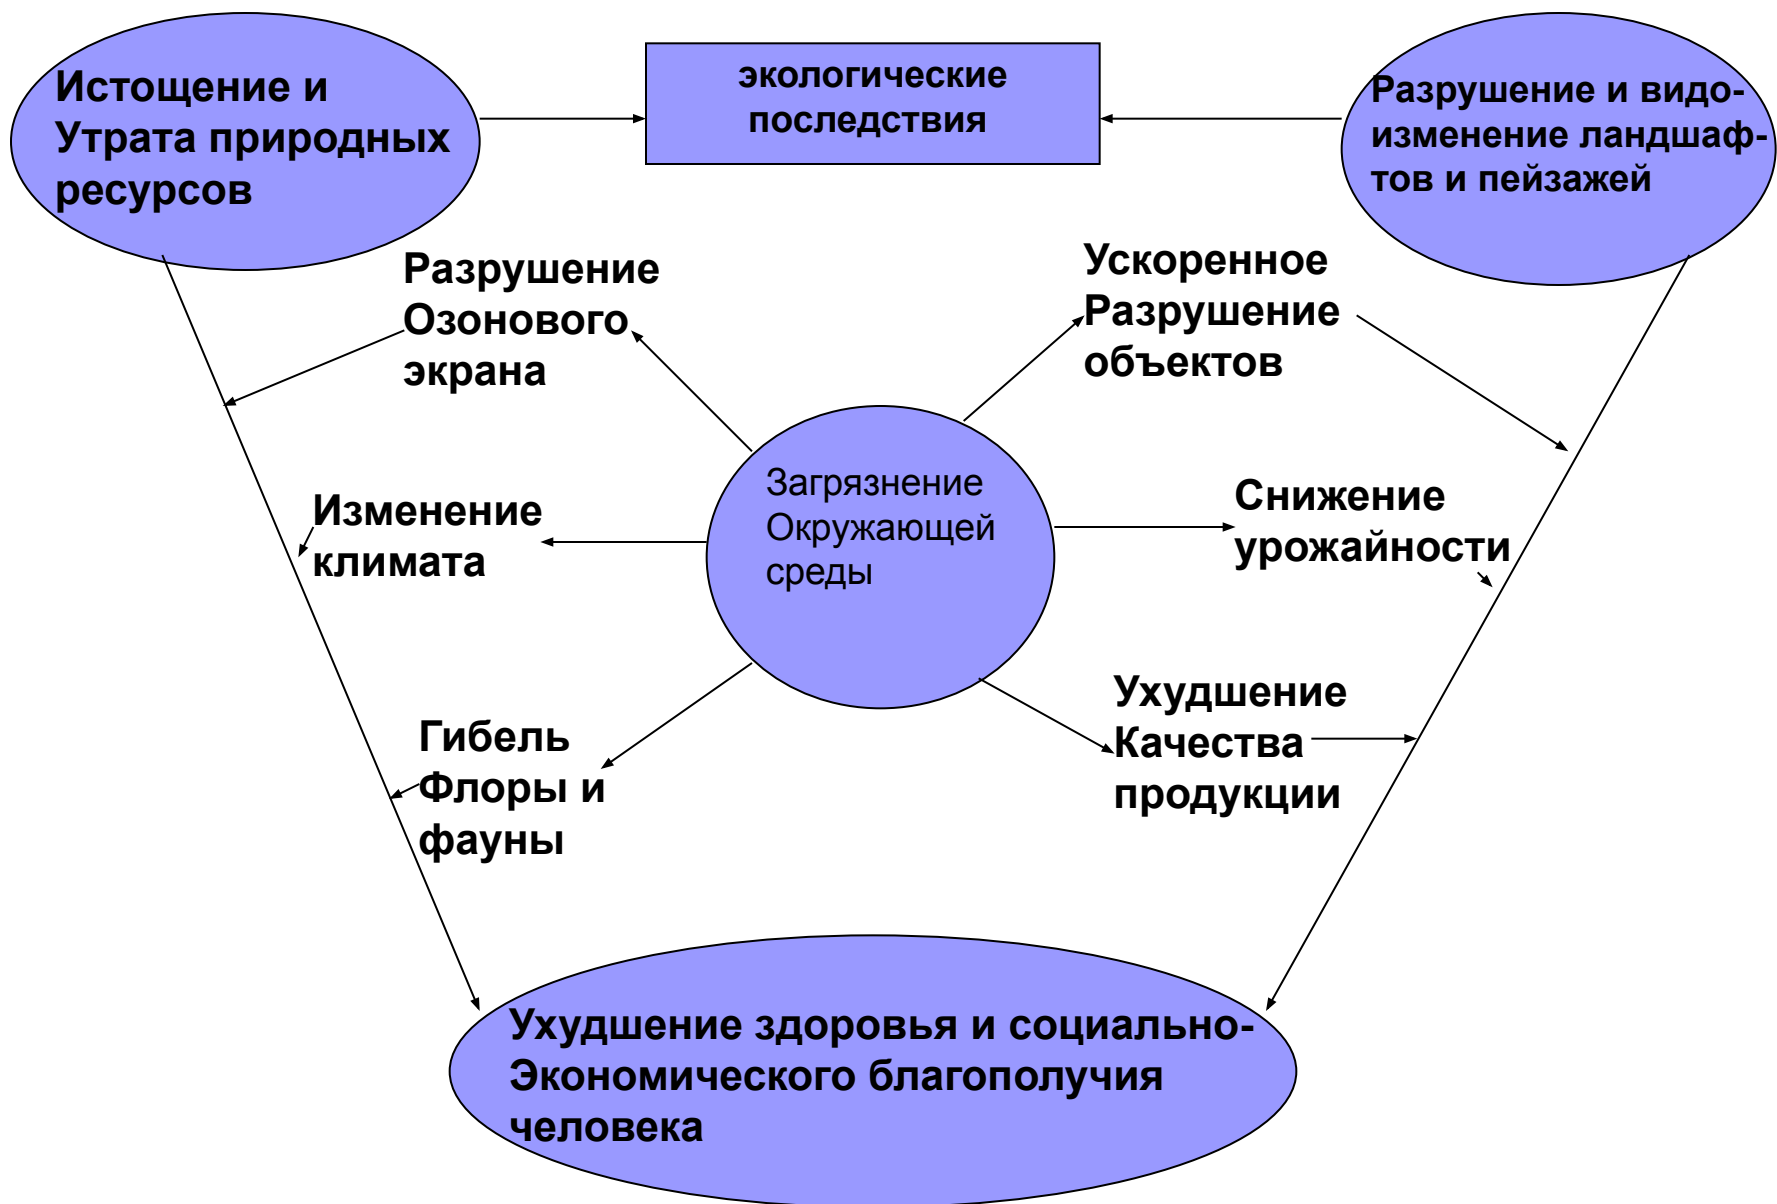 Истощение и
Утрата природных
ресурсов
экологические
последствия
Разрушение и видо-
изменение ландшаф-
тов и пейзажей
Разрушение
Озонового
экрана
Ускоренное
Разрушение
объектов
Загрязнение
Окружающей
среды
Изменение
климата
Снижение
урожайности
Гибель
Флоры и
фауны
Ухудшение
Качества
продукции
Ухудшение здоровья и социально-
Экономического благополучия
человека